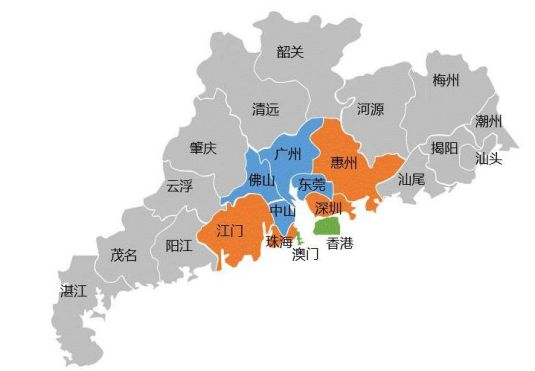 韶关
梅州
清远
河源
潮州
肇庆
广州
惠州
揭阳
汕头
云浮
佛山
东莞
汕尾
中山
深圳
江门
珠海
香港
澳门
茂名
阳江
湛江